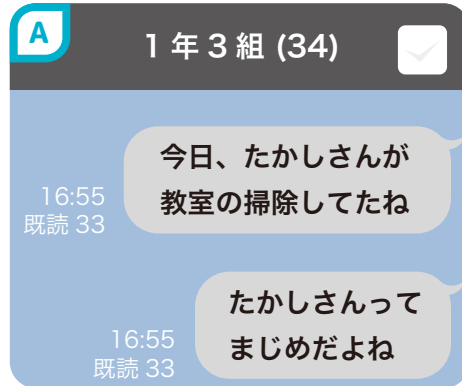 A
1年3組 (34)
今日、たかしさんが
教室の掃除してたね
16:55
既読 33
たかしさんって
まじめだよね
16:55
既読 33